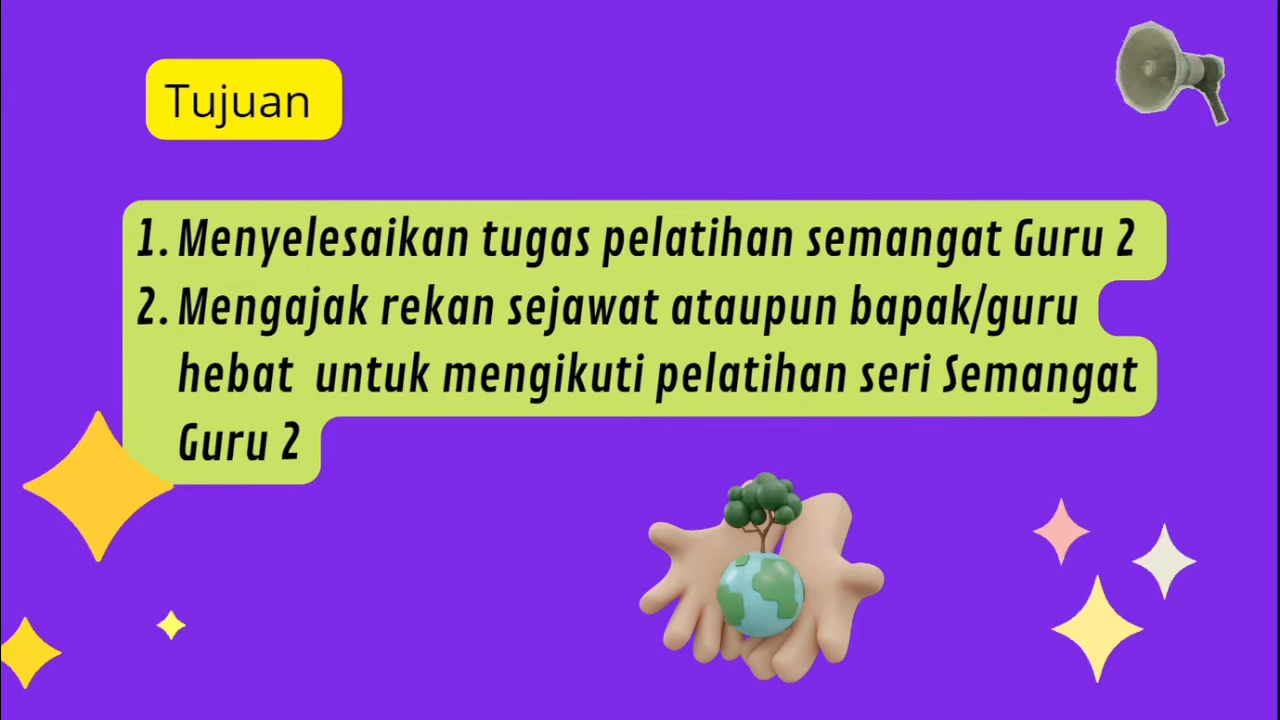 Tujuan
1. Menyelesaikan tugas pelatihan semangat Guru 2
2. Mengajak rekan sejawat ataupun bapak/guru
hebat untuk mengikuti pelatihan seri Semangat
Guru 2